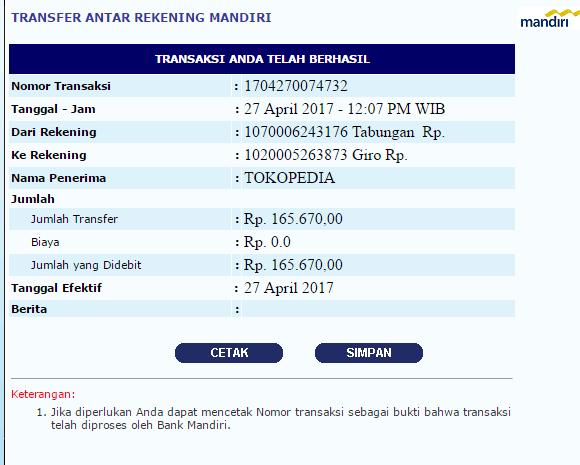 TRANSFER ANTAR REKENING MANDIRI
mandiri
TRANSAKSI ANDA TELAH BERHASIL
Nomor Transaksi : 1704270074732
Tanggal - Jam : 27 April 2017 - 12:07 PM WIB
Dari Rekening : 1070006243176 Tabungan Rp.
Ke Rekening : 1020005263873 Giro Rp.
Nama Penerima : TOKOPEDIA
Jumlah
Jumlah Transfer : Rp. 165.670,00
Biaya : Rp. 0.0
Jumlah yang Didebit : Rp. 165.670,00
Tanggal Efektif : 27 April 2017
Berita :
CETAK SIMPAN
Keterangan:
1. Jika diperlukan Anda dapat mencetak Nomor transaksi sebagai bukti bahwa transaksi
telah diproses oleh Bank Mandiri.